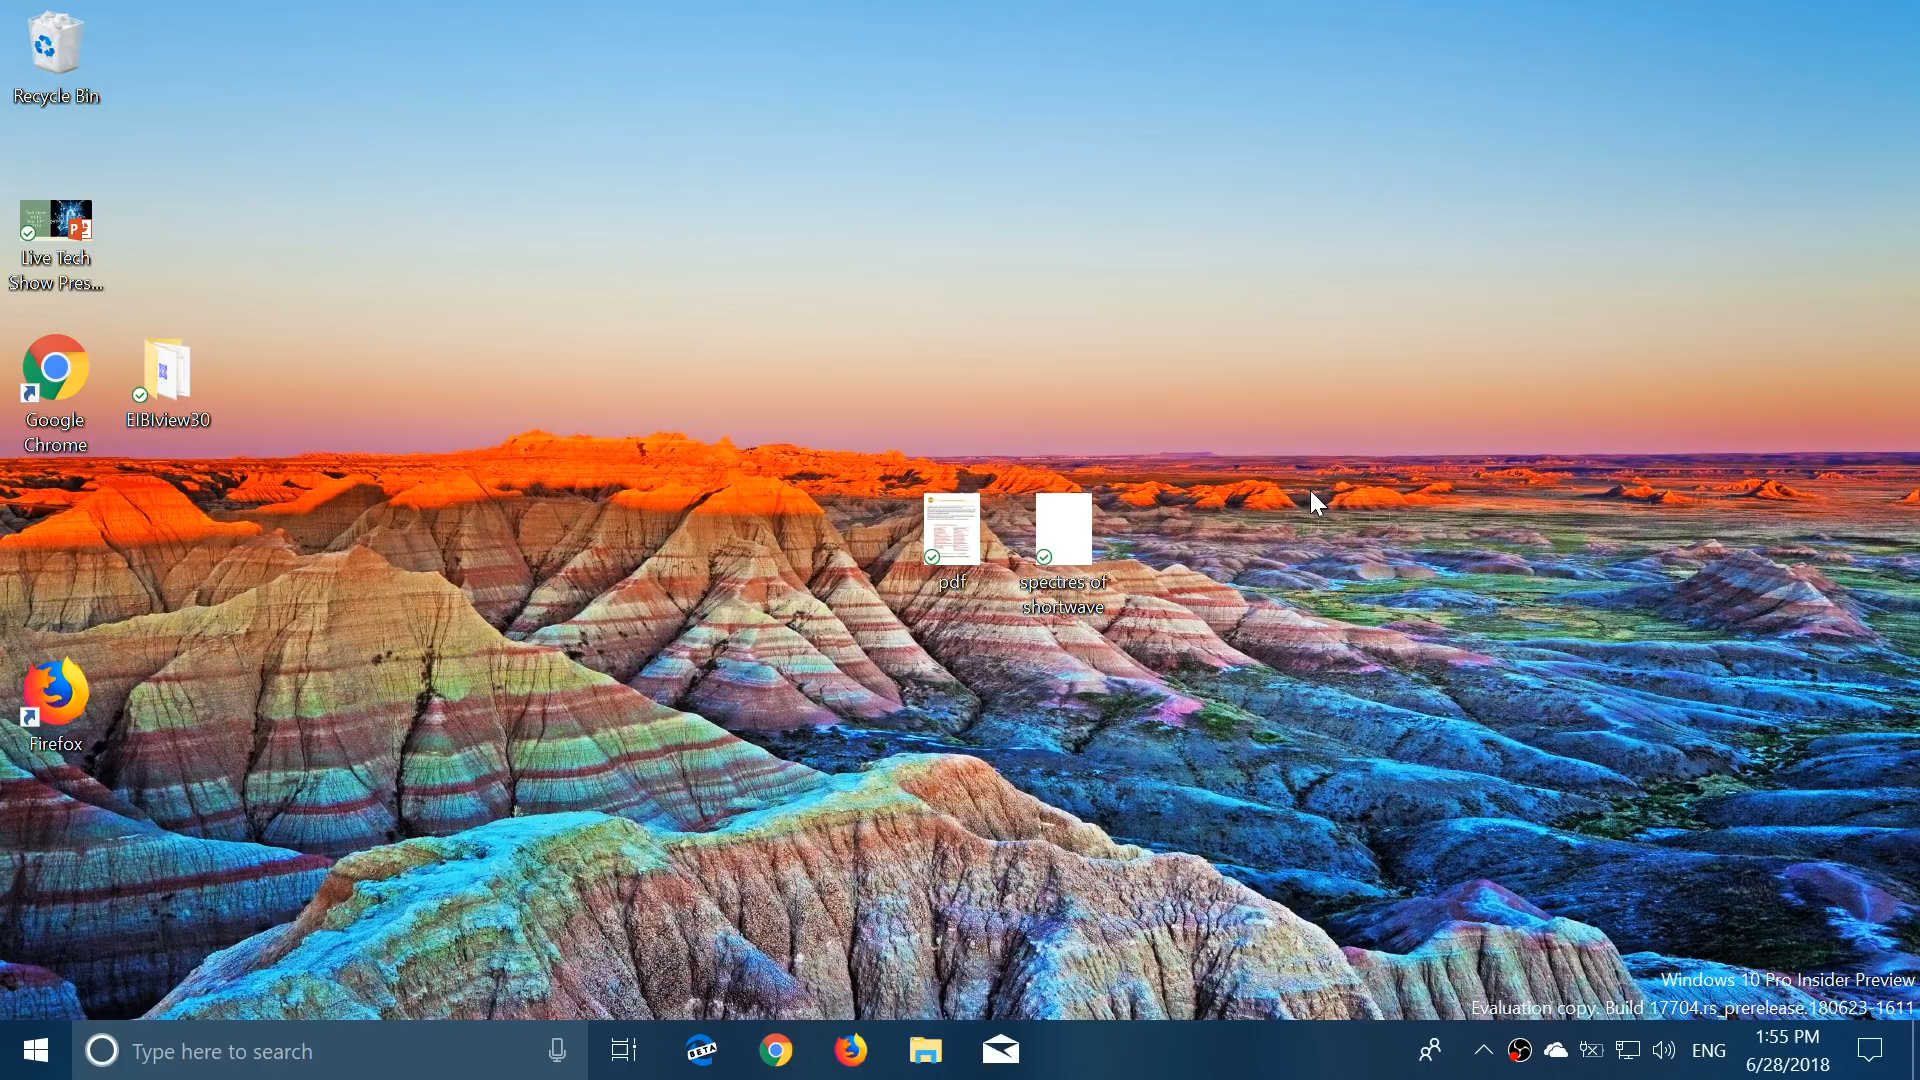 Recycle Bin
Live Tech
Show Pres...
Google
Chrome
EIBIview30
pdf
spectres of
shortwave
Firefox
Windows 10 Pro Insider Preview
Evaluation copy. Build 17704.rs_prerelease.180623-1611
Type here to search
BETA
ENG
1:55 PM
6/28/2018